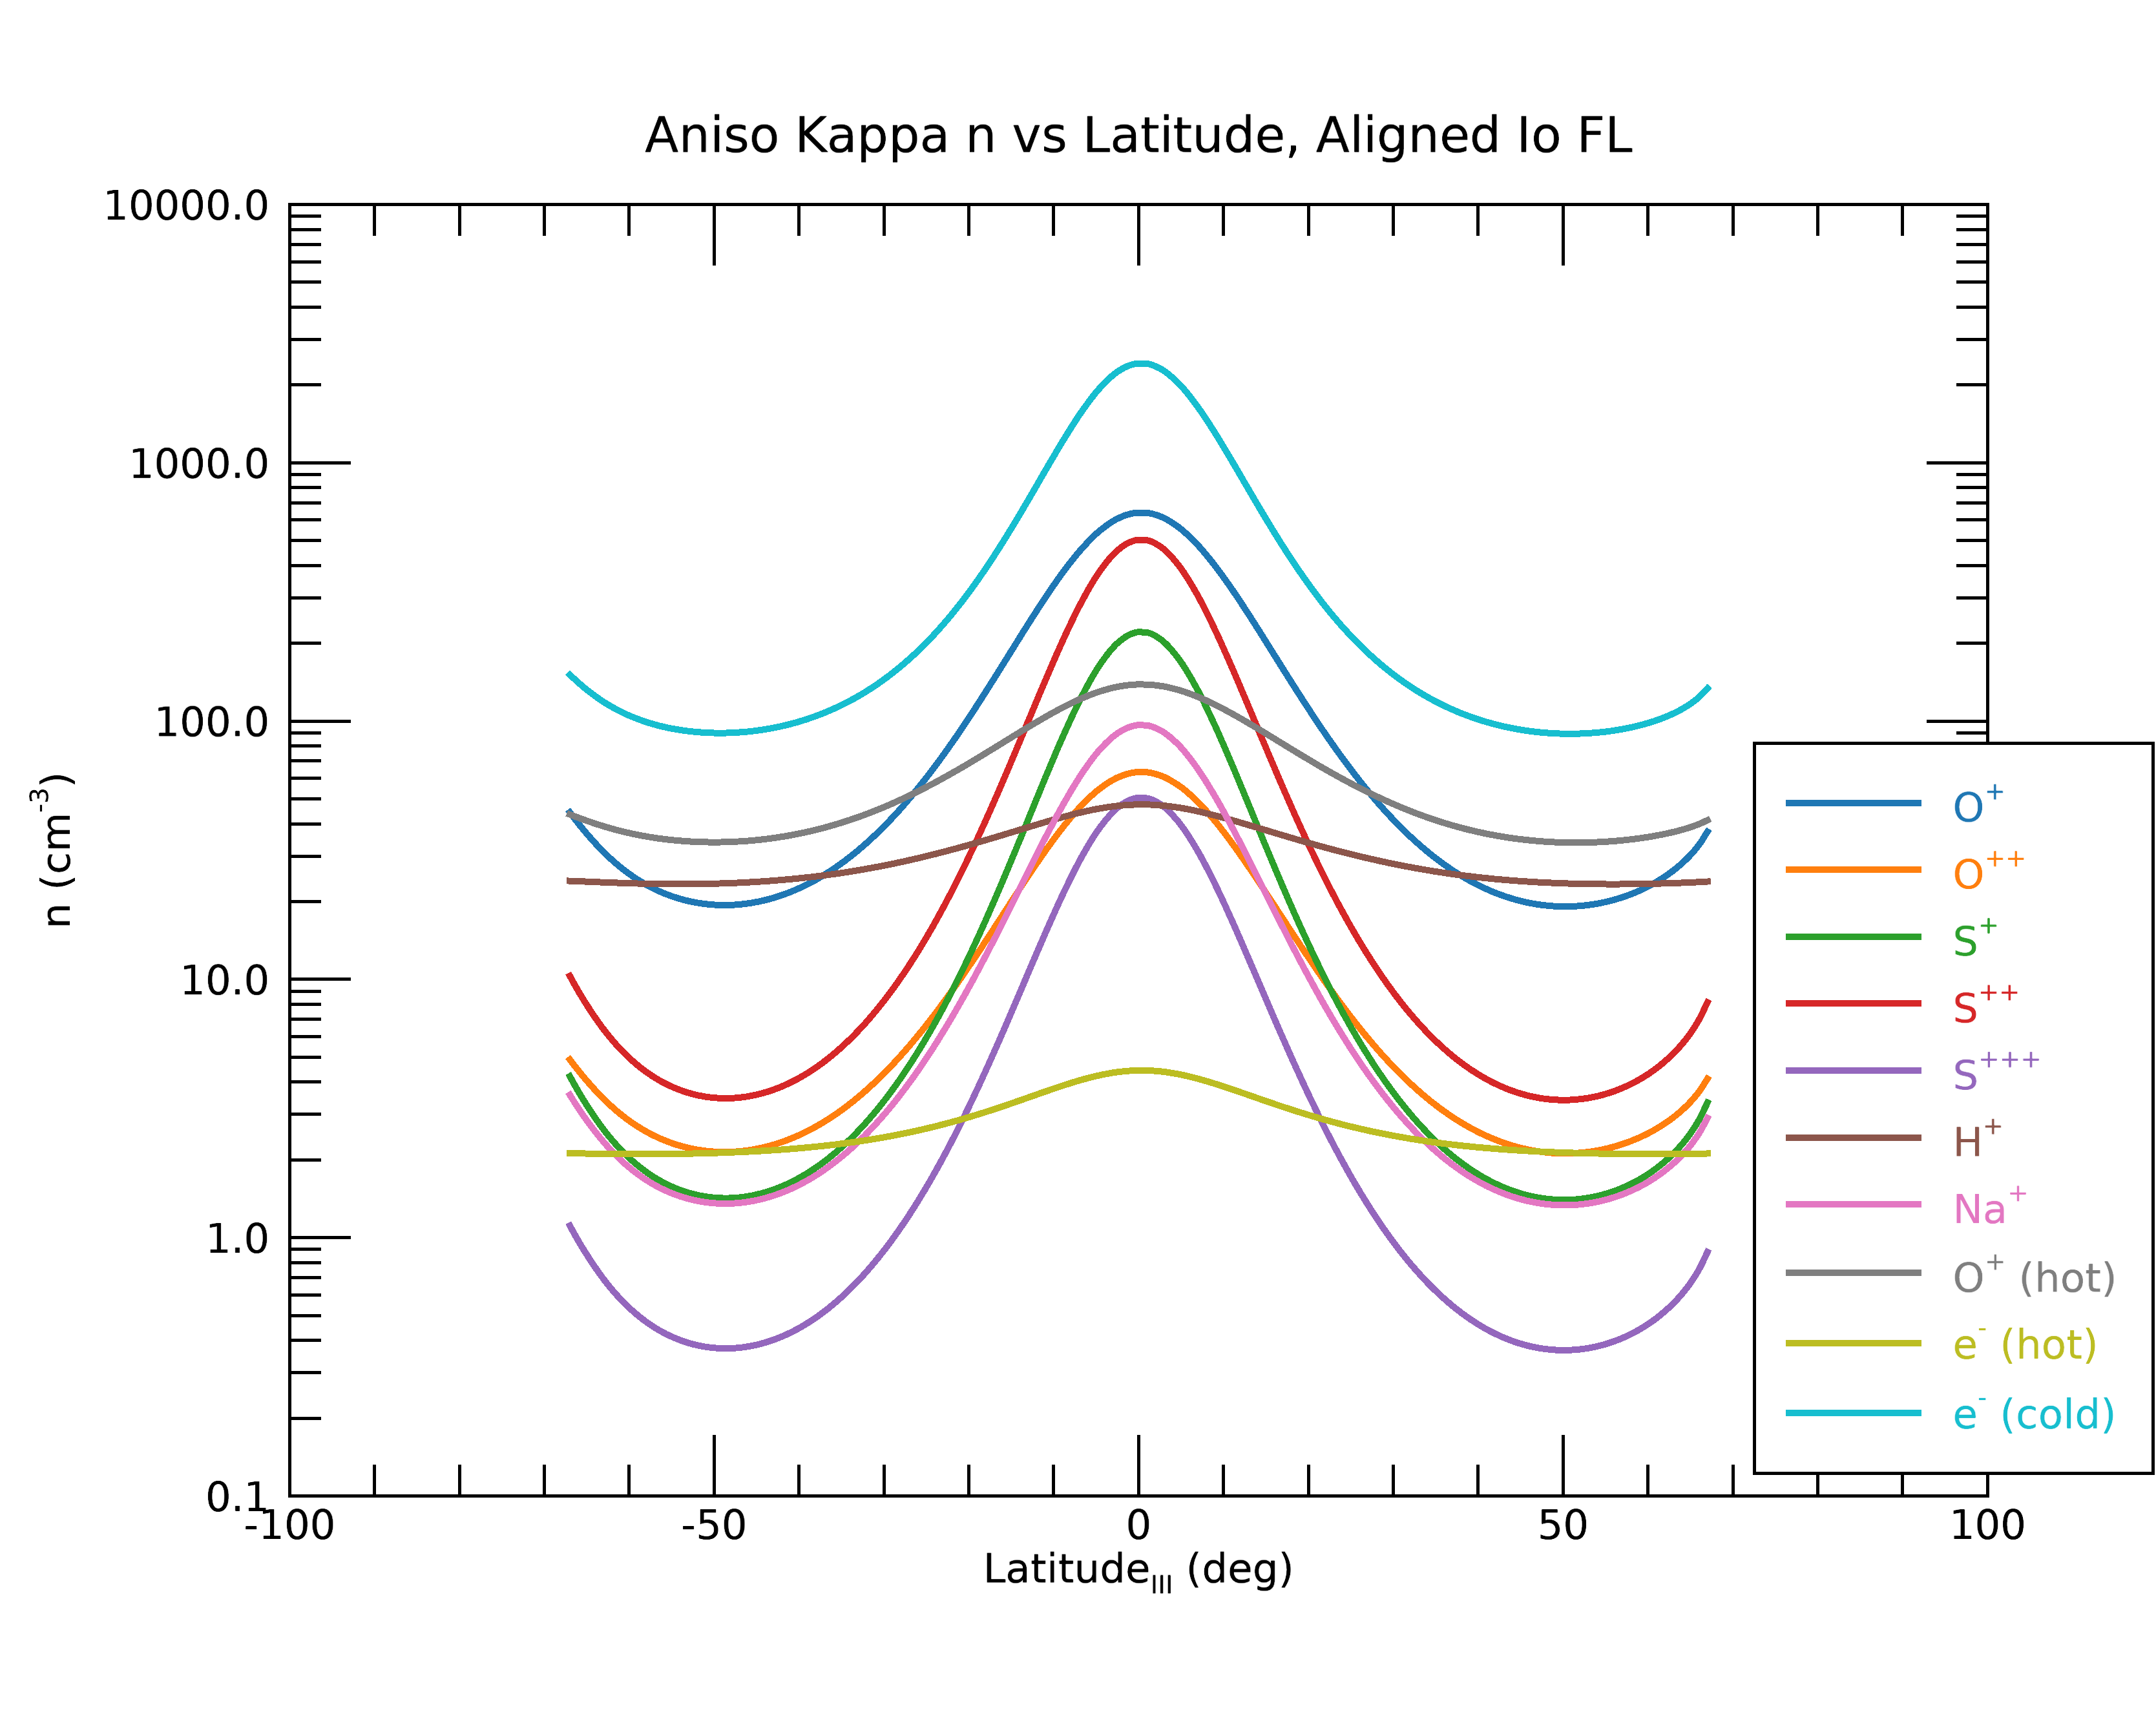 Aniso Kappa n vs Latitude, Aligned Io FL
10000.0
1000.0
100.0
10.0
1.0
0.1
n (cm⁻³)
-100
-50
0
50
100
Latitude_III (deg)
O⁺
O⁺⁺
S⁺
S⁺⁺
S⁺⁺⁺
H⁺
Na⁺
O⁺ (hot)
e⁻ (hot)
e⁻ (cold)